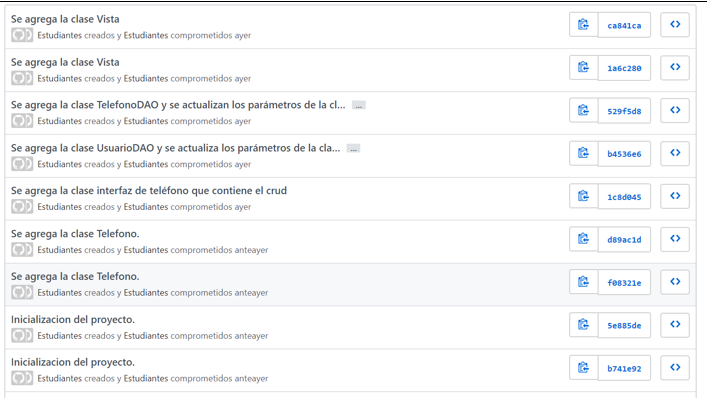 Se agrega la clase Vista
ca841ca
Estudiantes creados y Estudiantes comprometidos ayer
Se agrega la clase Vista
1a6c280
Estudiantes creados y Estudiantes comprometidos ayer
Se agrega la clase TelefonoDAO y se actualizan los parámetros de la cl... ...
529f5d8
Estudiantes creados y Estudiantes comprometidos ayer
Se agrega la clase UsuarioDAO y se actualiza los parámetros de la cla... ...
b4536e6
Estudiantes creados y Estudiantes comprometidos ayer
Se agrega la clase interfaz de teléfono que contiene el crud
1c8d045
Estudiantes creados y Estudiantes comprometidos ayer
Se agrega la clase Telefono.
d89ac1d
Estudiantes creados y Estudiantes comprometidos anteayer
Se agrega la clase Telefono.
f08321e
Estudiantes creados y Estudiantes comprometidos anteayer
Inicializacion del proyecto.
5e885de
Estudiantes creados y Estudiantes comprometidos anteayer
Inicializacion del proyecto.
b741e92
Estudiantes creados y Estudiantes comprometidos anteayer